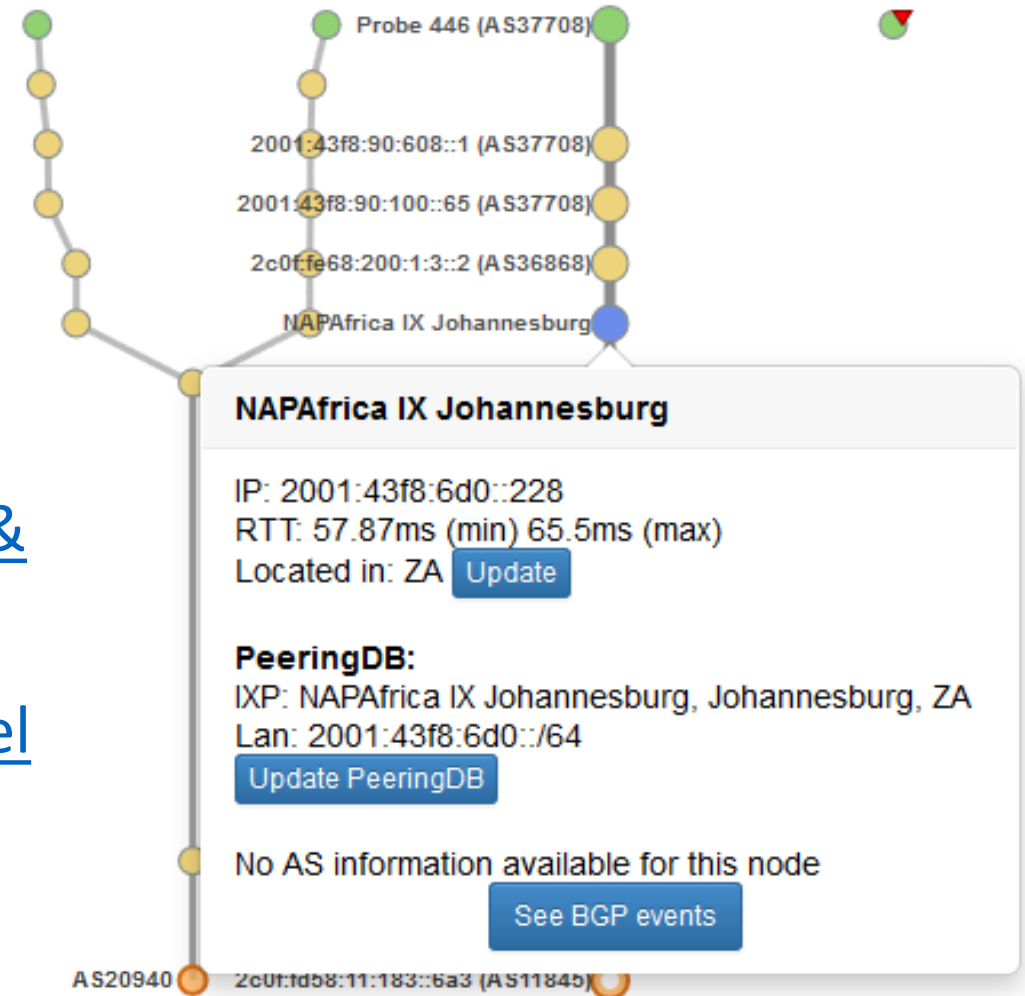 Probe 446 (AS37708)
2001:43f8:90:608::1 (AS37708)
2001:43f8:90:100::65 (AS37708)
2c0f:fe68:200:1:3::2 (AS36868)
NAPAfrica IX Johannesburg
NAPAfrica IX Johannesburg
IP: 2001:43f8:6d0::228
RTT: 57.87ms (min) 65.5ms (max)
Located in: ZA Update
&
PeeringDB:
IXP: NAPAfrica IX Johannesburg, Johannesburg, ZA
el
Lan: 2001:43f8:6d0::/64
Update PeeringDB
No AS information available for this node
See BGP events
AS20940
2c0f:fd58:11:183::6a3 (AS11845)